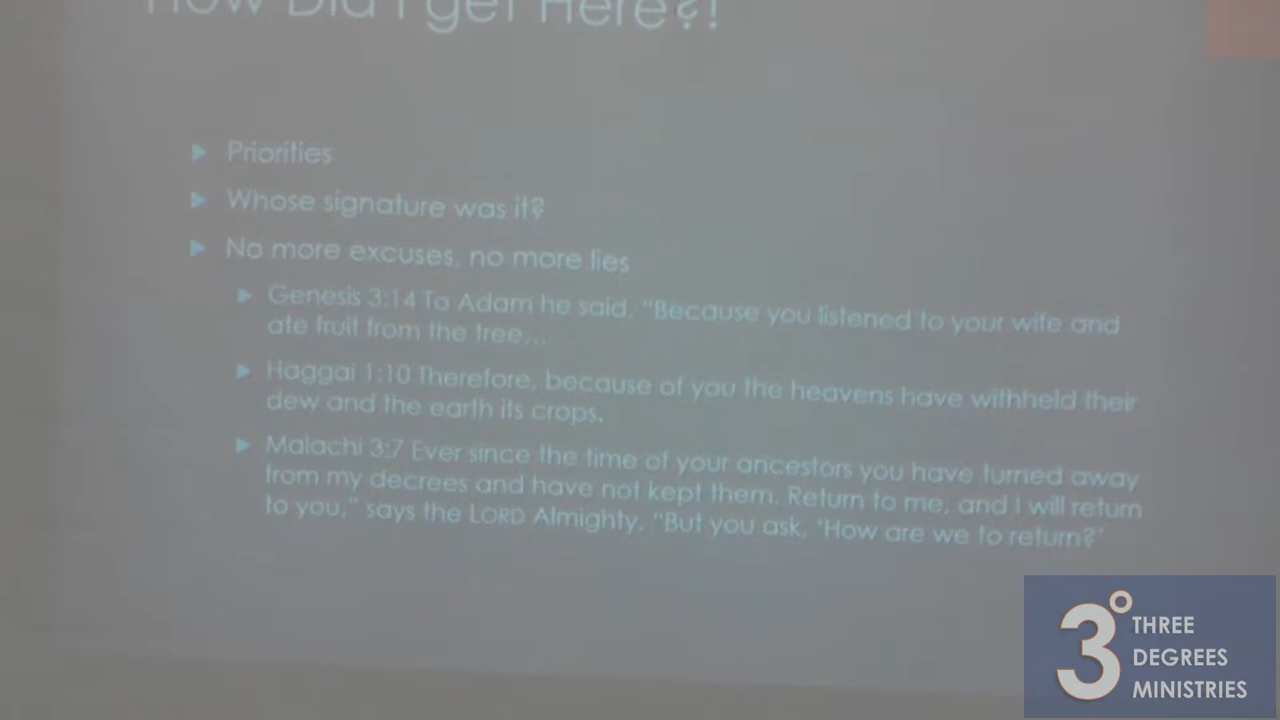 How Did I get Here?!
Priorities
Whose signature was it?
No more excuses, no more lies
Genesis 3:14 To Adam he said, “Because you listened to your wife and
ate fruit from the tree...
Haggai 1:10 Therefore, because of you the heavens have withheld their
dew and the earth its crops.
Malachi 3:7 Ever since the time of your ancestors you have turned away
from my decrees and have not kept them. Return to me, and I will return
to you,” says the LORD Almighty. “But you ask, ‘How are we to return?’
3°
THREE
DEGREES
MINISTRIES